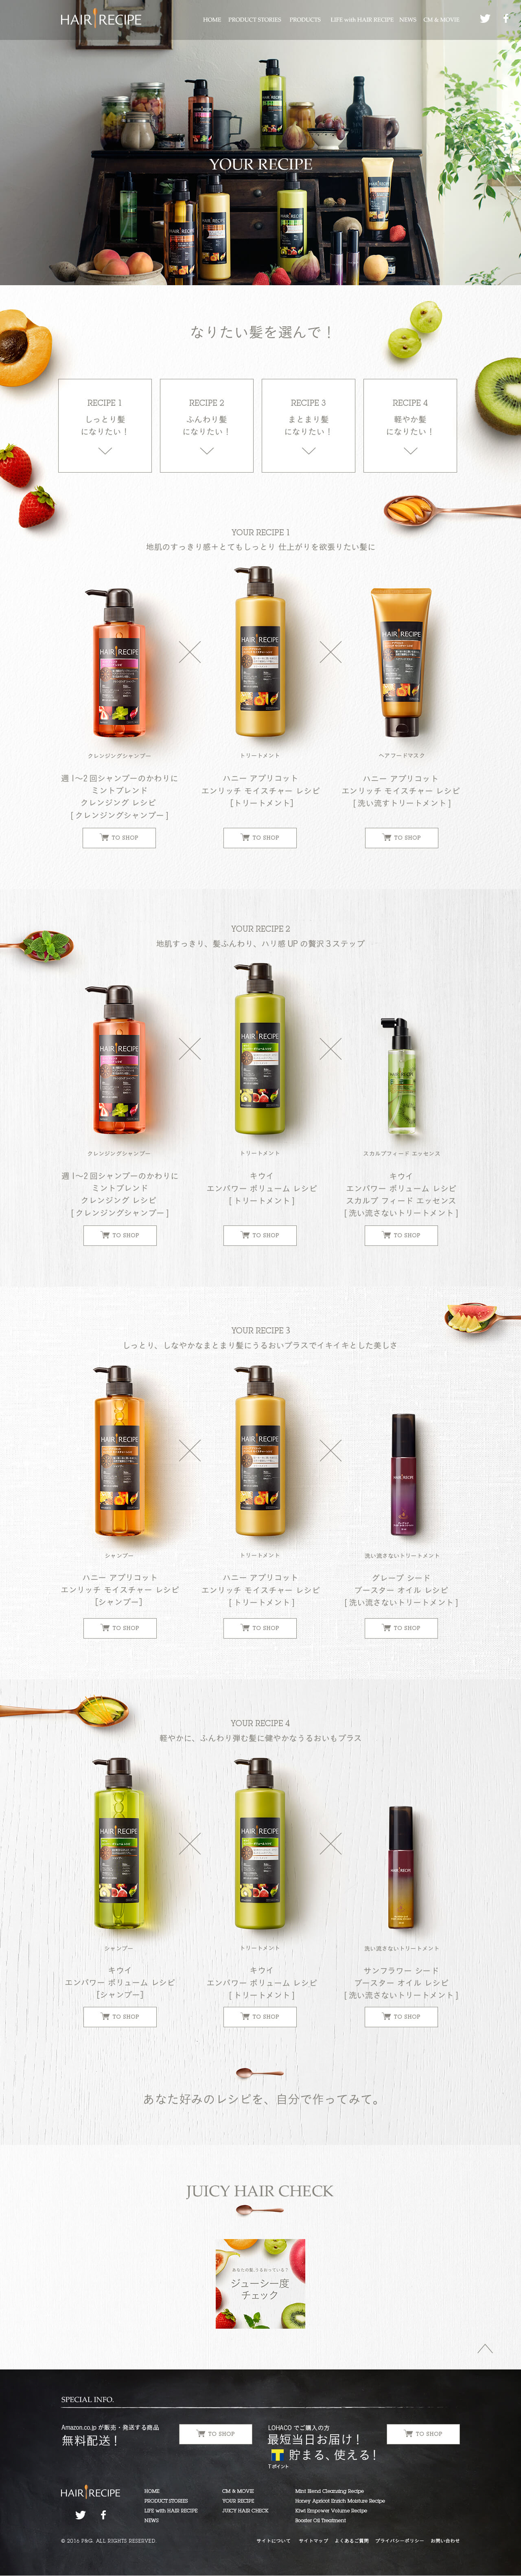 HAIR RECIPE
HOME PRODUCT STORIES PRODUCTS LIFE with HAIR RECIPE NEWS CM & MOVIE
YOUR RECIPE
なりたい髪を選んで！
RECIPE 1
しっとり髪
になりたい！
RECIPE 2
ふんわり髪
になりたい！
RECIPE 3
まとまり髪
になりたい！
RECIPE 4
軽やか髪
になりたい！
YOUR RECIPE 1
地肌のすっきり感＋とてもしっとり 仕上がりを欲張りたい髪に
HAIR RECIPE
HAIR RECIPE
HAIR RECIPE
クレンジングシャンプー
週1〜2回シャンプーのかわりに
ミントブレンド
クレンジング レシピ
[ クレンジングシャンプー ]
TO SHOP
トリートメント
ハニー アプリコット
エンリッチ モイスチャー レシピ
[トリートメント]
TO SHOP
ヘアフードマスク
ハニー アプリコット
エンリッチ モイスチャー レシピ
[ 洗い流すトリートメント ]
TO SHOP
YOUR RECIPE 2
地肌すっきり、髪ふんわり、ハリ感 UP の贅沢３ステップ
HAIR RECIPE
HAIR RECIPE
HAIR RECIPE
クレンジングシャンプー
週1〜2回シャンプーのかわりに
ミントブレンド
クレンジング レシピ
[ クレンジングシャンプー ]
TO SHOP
トリートメント
キウイ
エンパワー ボリューム レシピ
[ トリートメント ]
TO SHOP
スカルプフィード エッセンス
キウイ
エンパワー ボリューム レシピ
スカルプ フィード エッセンス
[ 洗い流さないトリートメント ]
TO SHOP
YOUR RECIPE 3
しっとり、しなやかなまとまり髪にうるおいプラスでイキイキとした美しさ
HAIR RECIPE
HAIR RECIPE
HAIR RECIPE
シャンプー
ハニー アプリコット
エンリッチ モイスチャー レシピ
[シャンプー]
TO SHOP
トリートメント
ハニー アプリコット
エンリッチ モイスチャー レシピ
[ トリートメント ]
TO SHOP
洗い流さないトリートメント
グレープ シード
ブースター オイル レシピ
[ 洗い流さないトリートメント ]
TO SHOP
YOUR RECIPE 4
軽やかに、ふんわり弾む髪に健やかなうるおいもプラス
HAIR RECIPE
HAIR RECIPE
HAIR RECIPE
シャンプー
キウイ
エンパワー ボリューム レシピ
[シャンプー]
TO SHOP
トリートメント
キウイ
エンパワー ボリューム レシピ
[ トリートメント ]
TO SHOP
洗い流さないトリートメント
サンフラワー シード
ブースター オイル レシピ
[ 洗い流さないトリートメント ]
TO SHOP
あなた好みのレシピを、自分で作ってみて。
JUICY HAIR CHECK
あなたの髪、うるおっている？
ジューシー度
チェック
SPECIAL INFO.
Amazon.co.jp が販売・発送する商品
無料配送！
TO SHOP
LOHACO でご購入の方
最短当日お届け！
貯まる、使える！
Tポイント
TO SHOP
HAIR RECIPE
HOME
PRODUCT STORIES
LIFE with HAIR RECIPE
NEWS
CM & MOVIE
YOUR RECIPE
JUICY HAIR CHECK
Mint Blend Cleansing Recipe
Honey Apricot Enrich Moisture Recipe
Kiwi Empower Volume Recipe
Booster Oil Treatment
© 2016 P&G. ALL RIGHTS RESERVED.
サイトについて サイトマップ よくあるご質問 プライバシーポリシー お問い合わせ